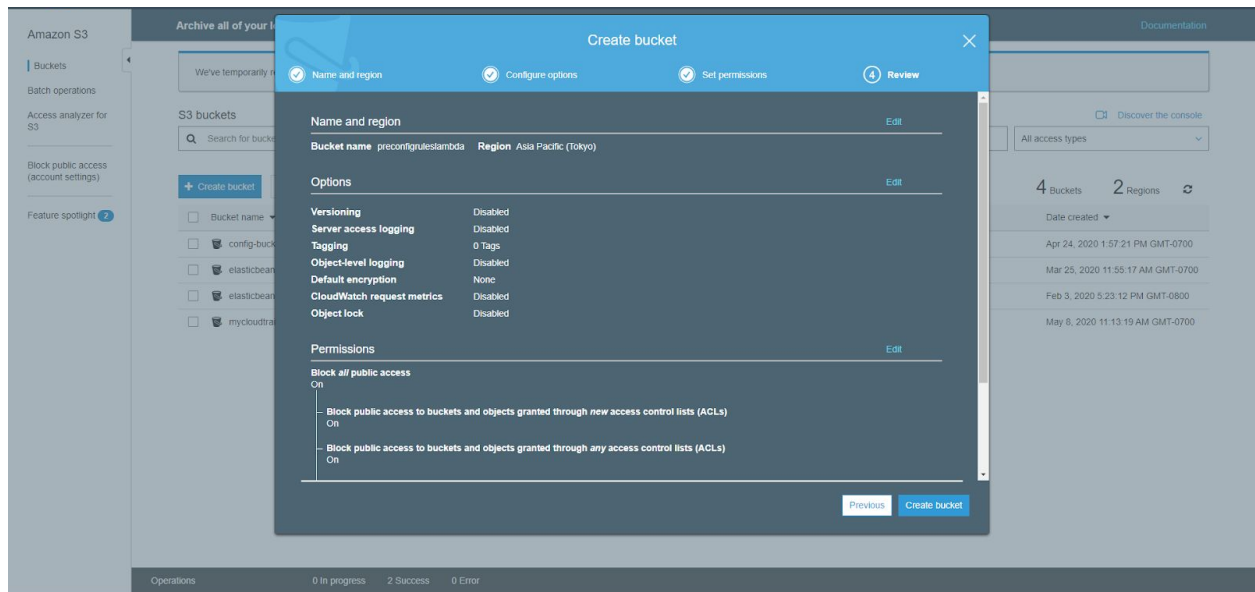 Amazon S3
Buckets
Batch operations
Access analyzer for
S3
Block public access
(account settings)
Feature spotlight 2
Archive all of your
Documentation
We've temporarily
S3 buckets
Discover the console
Search for bucke
All access types
+ Create bucket
4 Buckets 2 Regions
Bucket name
Date created
config-buck
Apr 24, 2020 1:57:21 PM GMT-0700
elasticbean
Mar 25, 2020 11:55:17 AM GMT-0700
elasticbean
Feb 3, 2020 5:23:12 PM GMT-0800
mycloudtrai
May 8, 2020 11:13:19 AM GMT-0700
Create bucket
Name and region
Configure options
Set permissions
4 Review
Name and region Edit
Bucket name preconfigruleslambda Region Asia Pacific (Tokyo)
Options Edit
Versioning Disabled
Server access logging Disabled
Tagging 0 Tags
Object-level logging Disabled
Default encryption None
CloudWatch request metrics Disabled
Object lock Disabled
Permissions Edit
Block all public access
On
Block public access to buckets and objects granted through new access control lists (ACLs)
On
Block public access to buckets and objects granted through any access control lists (ACLs)
On
Previous Create bucket
Operations 0 In progress 2 Success 0 Error